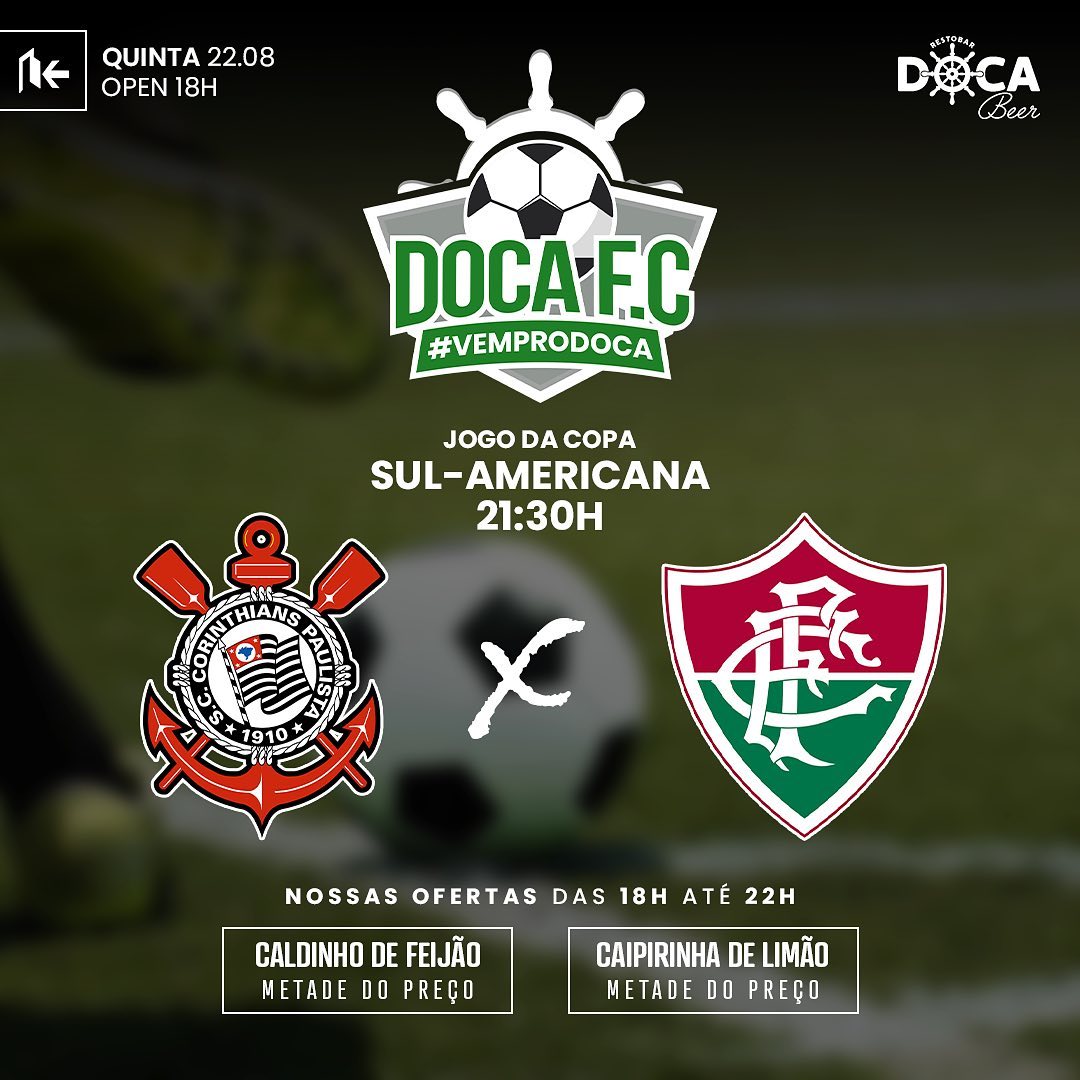 QUINTA 22.08
OPEN 18H
RESTOBAR
DOCA
Beer
DOCA F.C
#VEMPRODOCA
JOGO DA COPA
SUL-AMERICANA
21:30H
S.C. CORINTHIANS PAULISTA
1910
FFC
NOSSAS OFERTAS DAS 18H ATÉ 22H
CALDINHO DE FEIJÃO
METADE DO PREÇO
CAIPIRINHA DE LIMÃO
METADE DO PREÇO